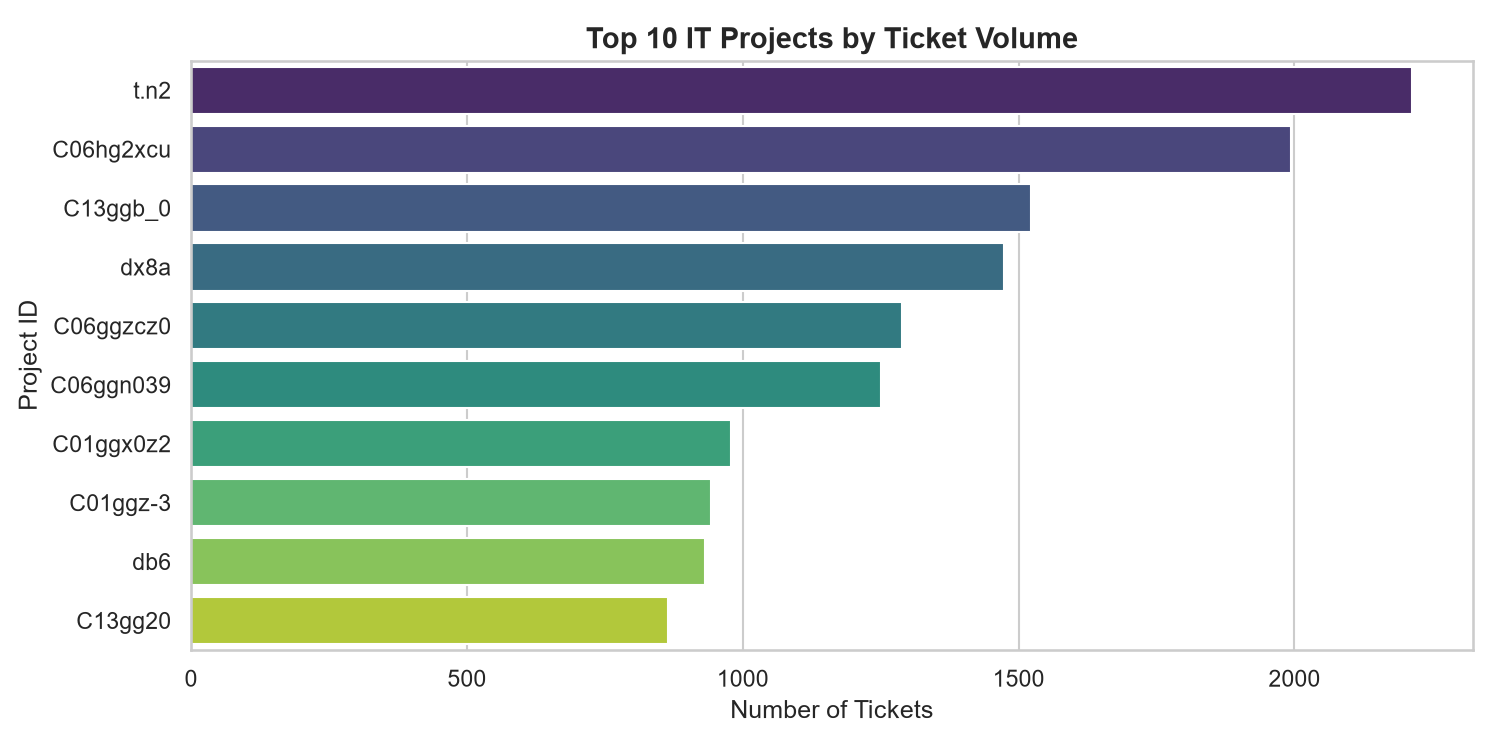 Top 10 IT Projects by Ticket Volume
Project ID
t.n2
C06hg2xcu
C13ggb_0
dx8a
C06ggzcz0
C06ggn039
C01ggx0z2
C01ggz-3
db6
C13gg20
0 500 1000 1500 2000
Number of Tickets